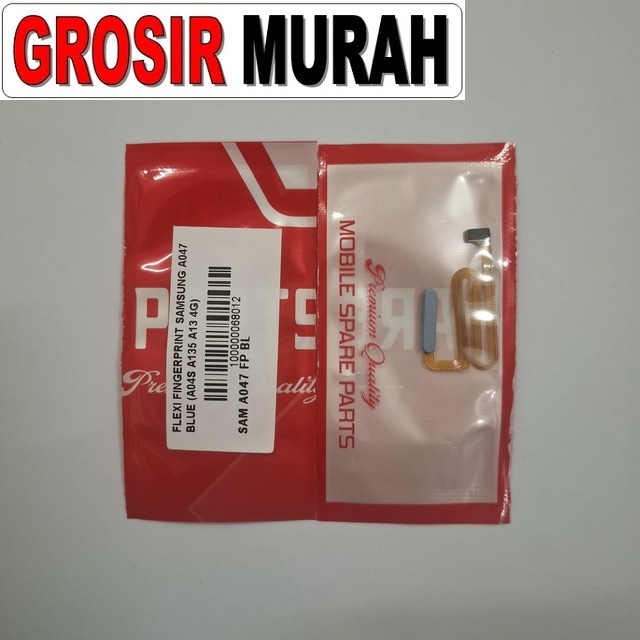 GROSIR MURAH
FLEXI FINGERPRINT SAMSUNG A047
BLUE (A04S A135 A13 4G)
100000068012
SAM A047 FP BL
MOBILE SPARE PARTS
Premium Quality